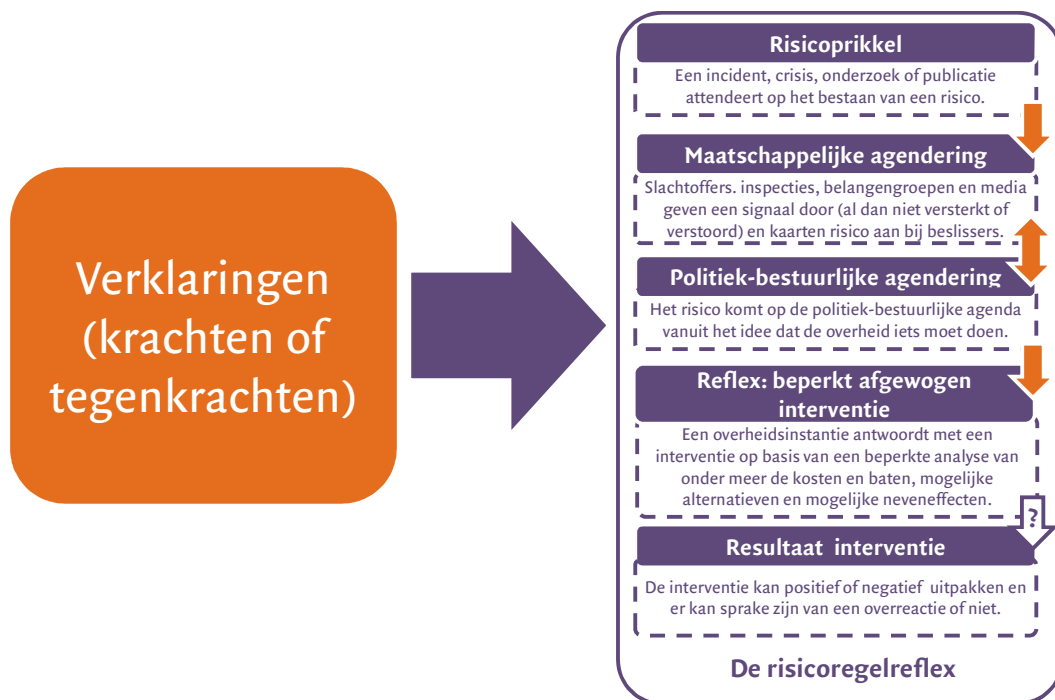 Verklaringen
(krachten of
tegenkrachten)
Risicoprikkel
Een incident, crisis, onderzoek of publicatie
attendeert op het bestaan van een risico.
Maatschappelijke agendering
Slachtoffers. inspecties, belangengroepen en media
geven een signaal door (al dan niet versterkt of
verstoord) en kaarten risico aan bij beslissers.
Politiek-bestuurlijke agendering
Het risico komt op de politiek-bestuurlijke agenda
vanuit het idee dat de overheid iets moet doen.
Reflex: beperkt afgewogen
interventie
Een overheidsinstantie antwoordt met een
interventie op basis van een beperkte analyse van
onder meer de kosten en baten, mogelijke
alternatieven en mogelijke neveneffecten.
?
Resultaat interventie
De interventie kan positief of negatief uitpakken en
er kan sprake zijn van een overreactie of niet.
De risicoregelreflex